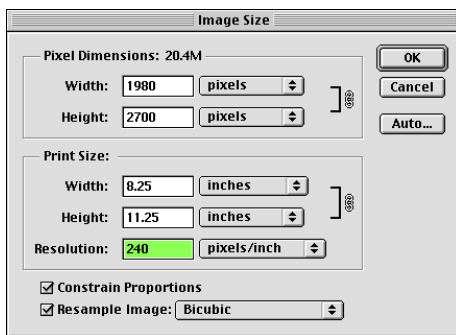 Image Size
Pixel Dimensions: 20.4M
Width: 1980 pixels
Height: 2700 pixels
Print Size:
Width: 8.25 inches
Height: 11.25 inches
Resolution: 240 pixels/inch
Constrain Proportions
Resample Image: Bicubic
OK
Cancel
Auto...